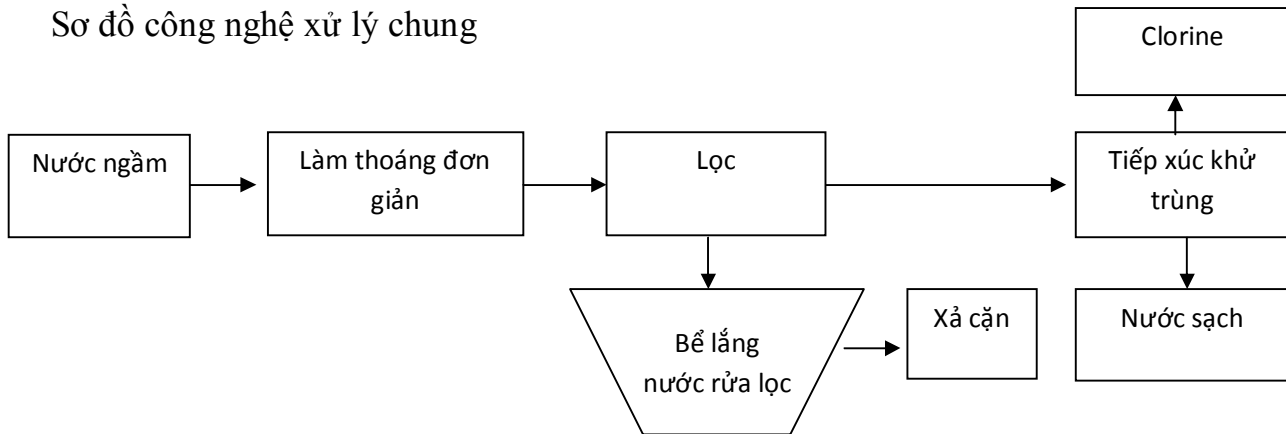 Sơ đồ công nghệ xử lý chung
Clorine
Nước ngầm
Làm thoáng đơn
giản
Lọc
Tiếp xúc khử
trùng
Bể lắng
nước rửa lọc
Xả cặn
Nước sạch